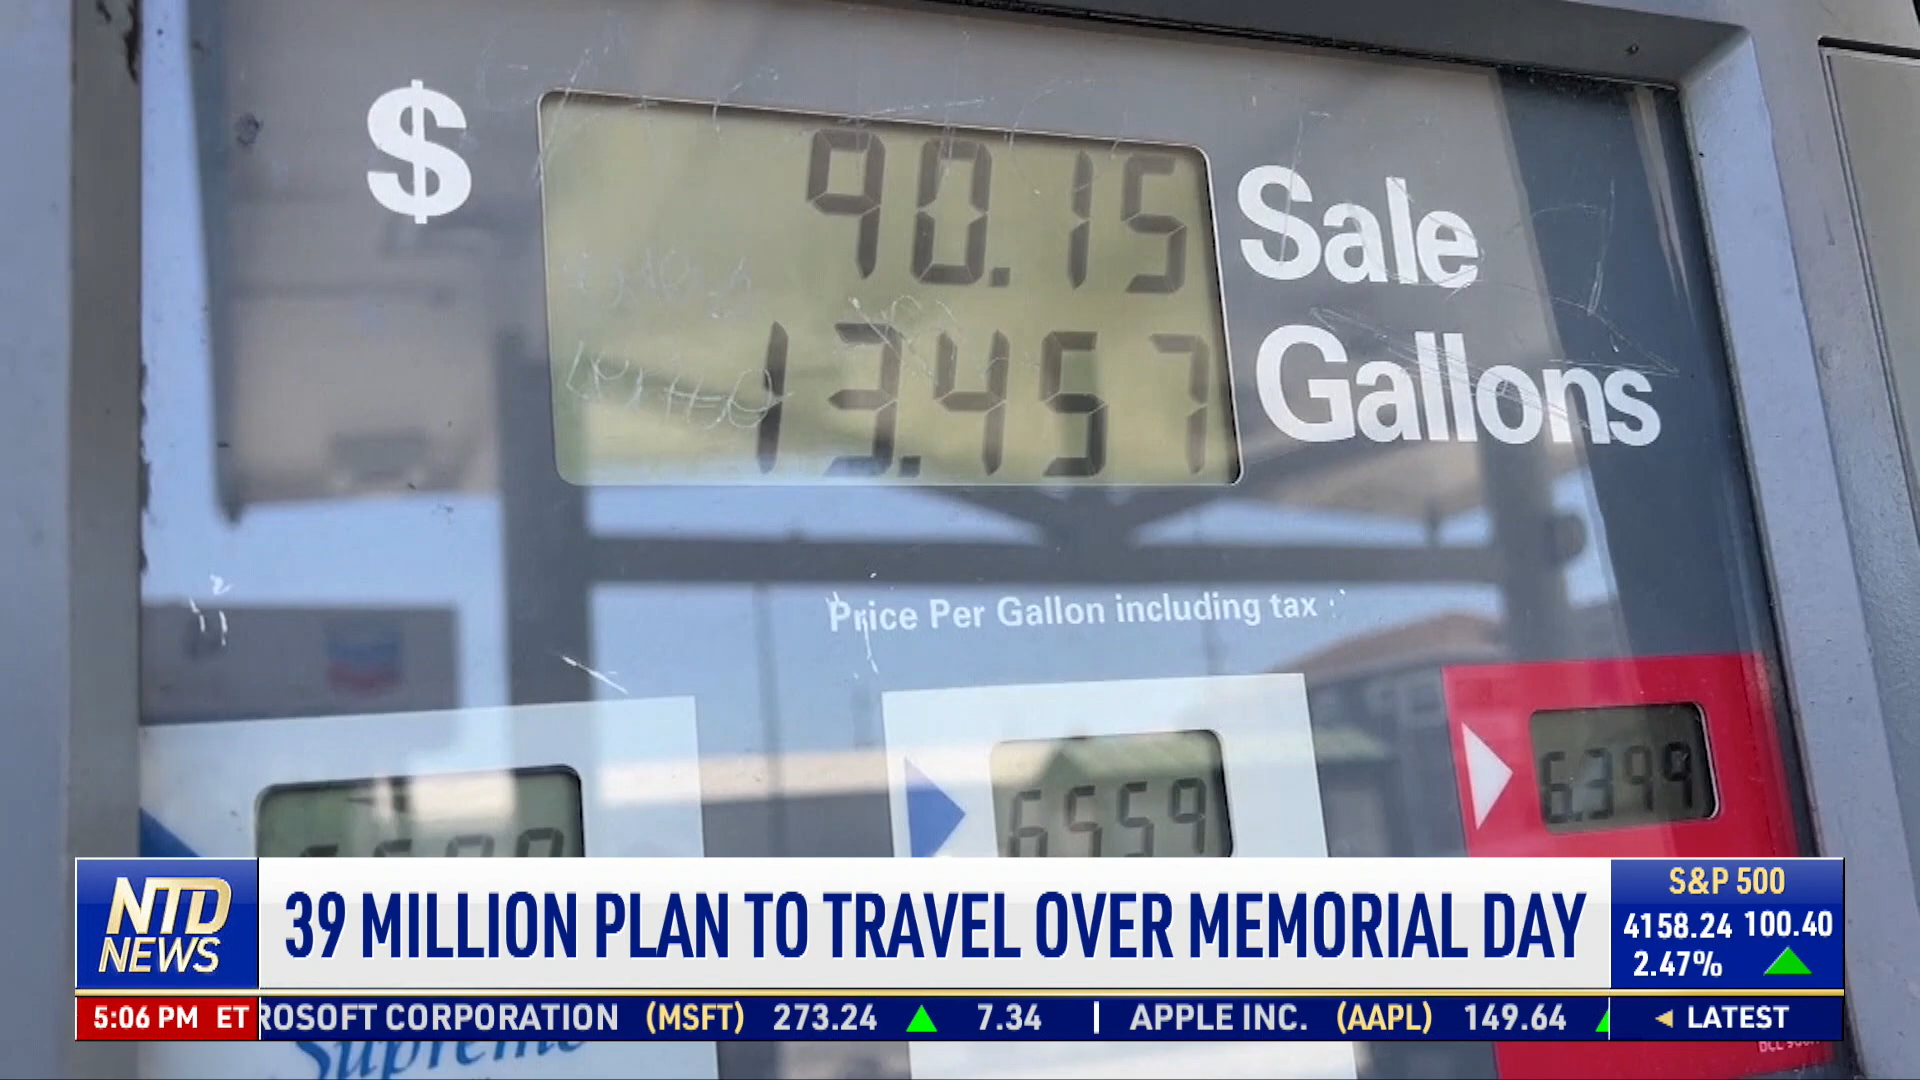 $ 90.15 Sale
13.457 Gallons
Price Per Gallon including tax
6.559
6.399
NTD
NEWS
39 MILLION PLAN TO TRAVEL OVER MEMORIAL DAY
S&P 500
4158.24 100.40
2.47%
5:06 PM ET
ROSOFT CORPORATION (MSFT) 273.24 7.34 | APPLE INC. (AAPL) 149.64
LATEST
Supreme